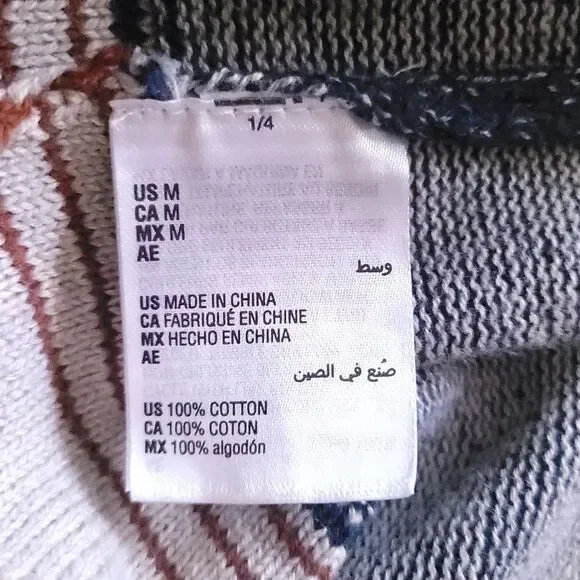 1/4
US M
CA M
MX M
AE
وسط
US MADE IN CHINA
CA FABRIQUÉ EN CHINE
MX HECHO EN CHINA
AE
صُنع في الصين
US 100% COTTON
CA 100% COTON
MX 100% algodón